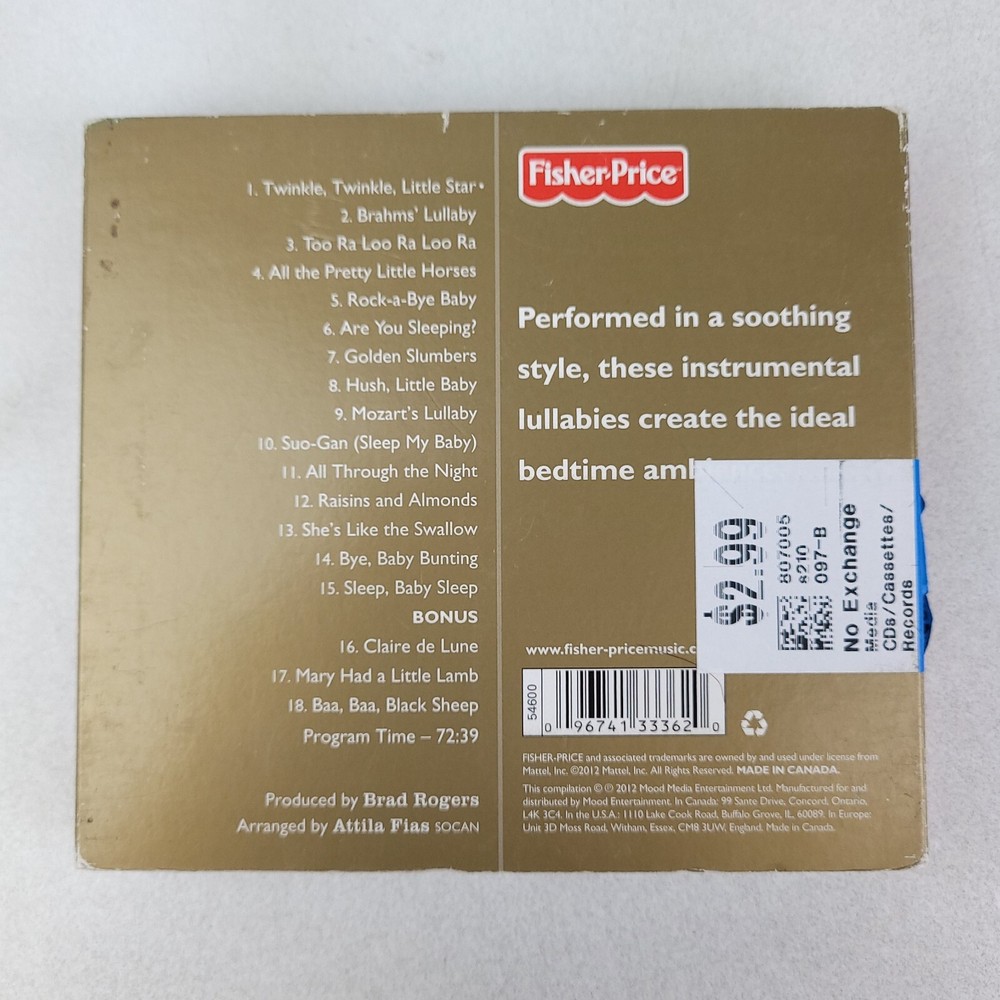 1. Twinkle, Twinkle, Little Star•
2. Brahms' Lullaby
3. Too Ra Loo Ra Loo Ra
4. All the Pretty Little Horses
5. Rock-a-Bye Baby
6. Are You Sleeping?
7. Golden Slumbers
8. Hush, Little Baby
9. Mozart's Lullaby
10. Suo-Gan (Sleep My Baby)
11. All Through the Night
12. Raisins and Almonds
13. She's Like the Swallow
14. Bye, Baby Bunting
15. Sleep, Baby Sleep
BONUS
16. Claire de Lune
17. Mary Had a Little Lamb
18. Baa, Baa, Black Sheep
Program Time – 72:39
Produced by Brad Rogers
Arranged by Attila Fias SOCAN
Fisher-Price
Performed in a soothing
style, these instrumental
lullabies create the ideal
bedtime
$2.99
807005
8210
097-B
No Exchange
Media
CDs/Cassettes/
Records
www.fisher-pricemusic.c
54600
0 96741 33362 0
FISHER-PRICE and associated trademarks are owned by and used under license from
Mattel, Inc. ©2012 Mattel, Inc. All Rights Reserved. MADE IN CANADA.
This compilation © ℗ 2012 Mood Media Entertainment Ltd. Manufactured for and
distributed by Mood Entertainment. In Canada: 99 Sante Drive, Concord, Ontario,
L4K 3C4. In the U.S.A.: 1110 Lake Cook Road, Buffalo Grove, IL, 60089. In Europe:
Unit 3D Moss Road, Witham, Essex, CM8 3UW, England. Made in Canada.